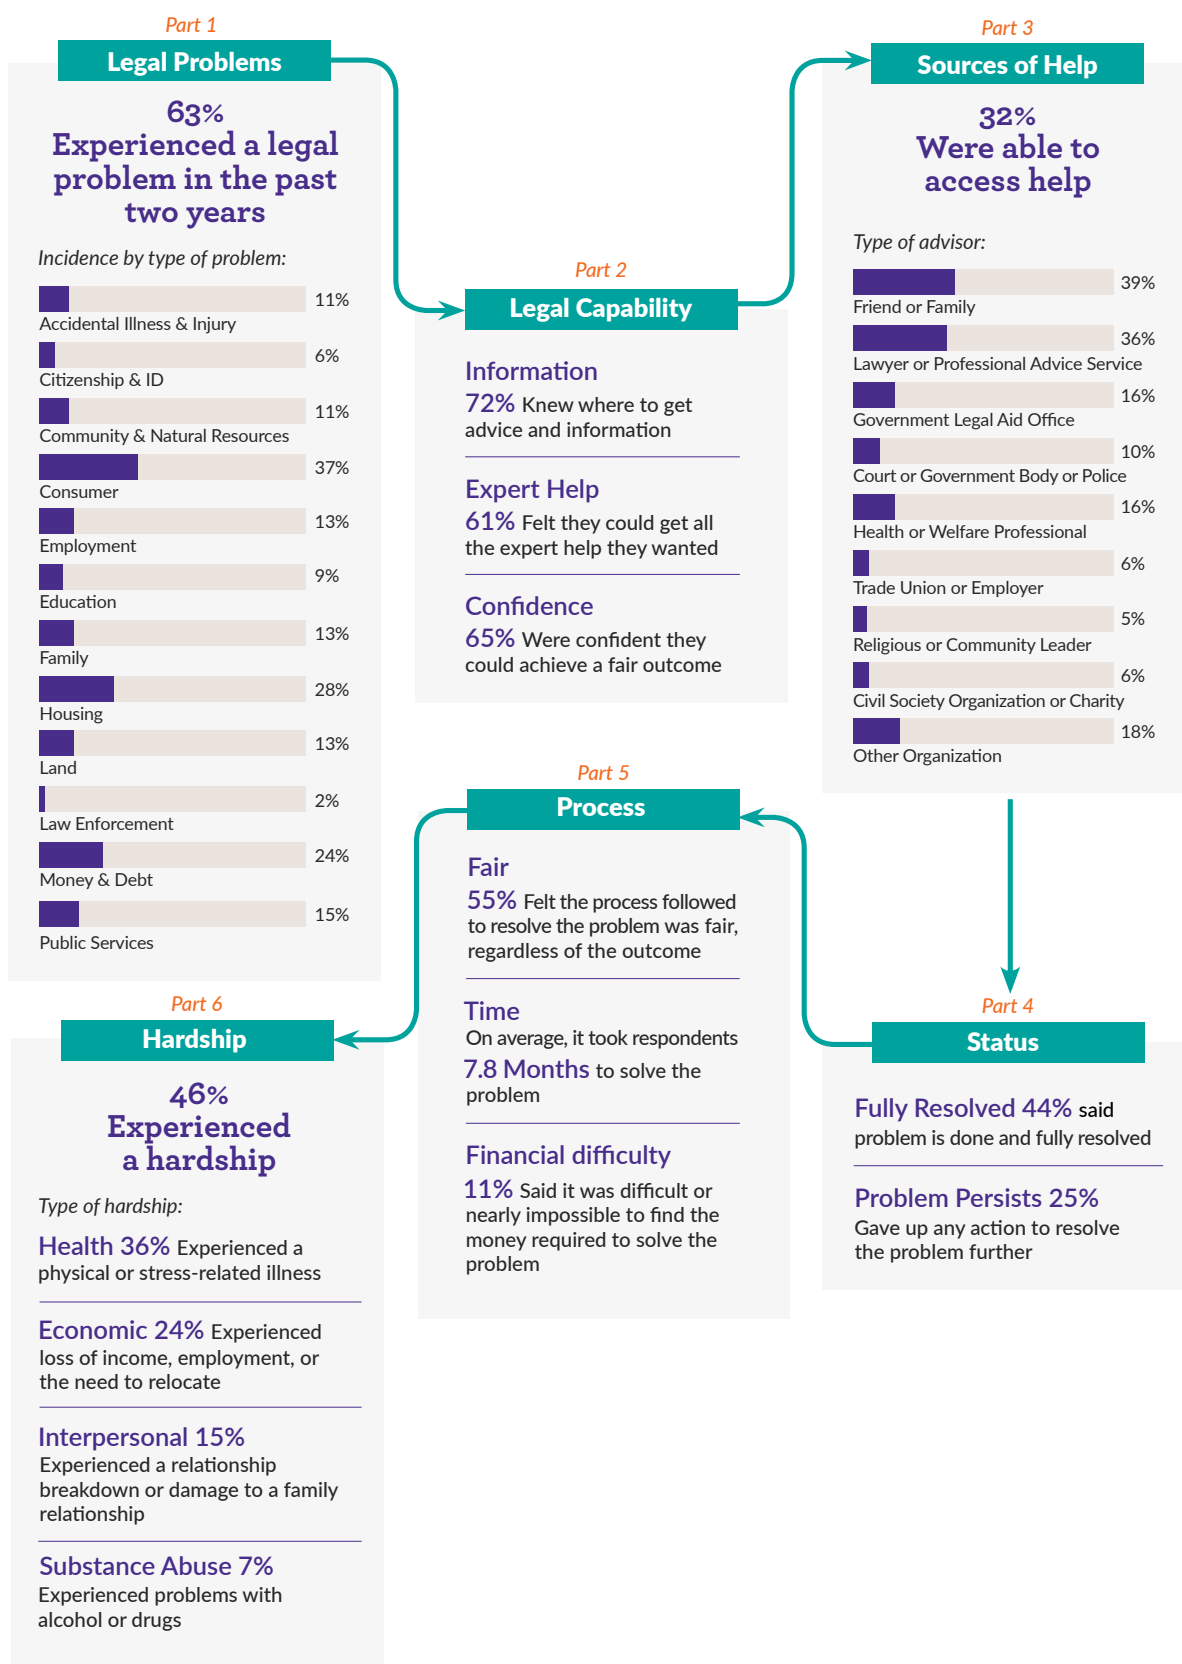 Part 1
Legal Problems
63%
Experienced a legal
problem in the past
two years
Incidence by type of problem:
11%
Accidental Illness & Injury
6%
Citizenship & ID
11%
Community & Natural Resources
37%
Consumer
13%
Employment
9%
Education
13%
Family
28%
Housing
13%
Land
2%
Law Enforcement
24%
Money & Debt
15%
Public Services
Part 2
Legal Capability
Information
72% Knew where to get
advice and information
Expert Help
61% Felt they could get all
the expert help they wanted
Confidence
65% Were confident they
could achieve a fair outcome
Part 3
Sources of Help
32%
Were able to
access help
Type of advisor:
39%
Friend or Family
36%
Lawyer or Professional Advice Service
16%
Government Legal Aid Office
10%
Court or Government Body or Police
16%
Health or Welfare Professional
6%
Trade Union or Employer
5%
Religious or Community Leader
6%
Civil Society Organization or Charity
18%
Other Organization
Part 4
Status
Fully Resolved 44% said
problem is done and fully resolved
Problem Persists 25%
Gave up any action to resolve
the problem further
Part 5
Process
Fair
55% Felt the process followed
to resolve the problem was fair,
regardless of the outcome
Time
On average, it took respondents
7.8 Months to solve the
problem
Financial difficulty
11% Said it was difficult or
nearly impossible to find the
money required to solve the
problem
Part 6
Hardship
46%
Experienced
a hardship
Type of hardship:
Health 36% Experienced a
physical or stress-related illness
Economic 24% Experienced
loss of income, employment, or
the need to relocate
Interpersonal 15%
Experienced a relationship
breakdown or damage to a family
relationship
Substance Abuse 7%
Experienced problems with
alcohol or drugs